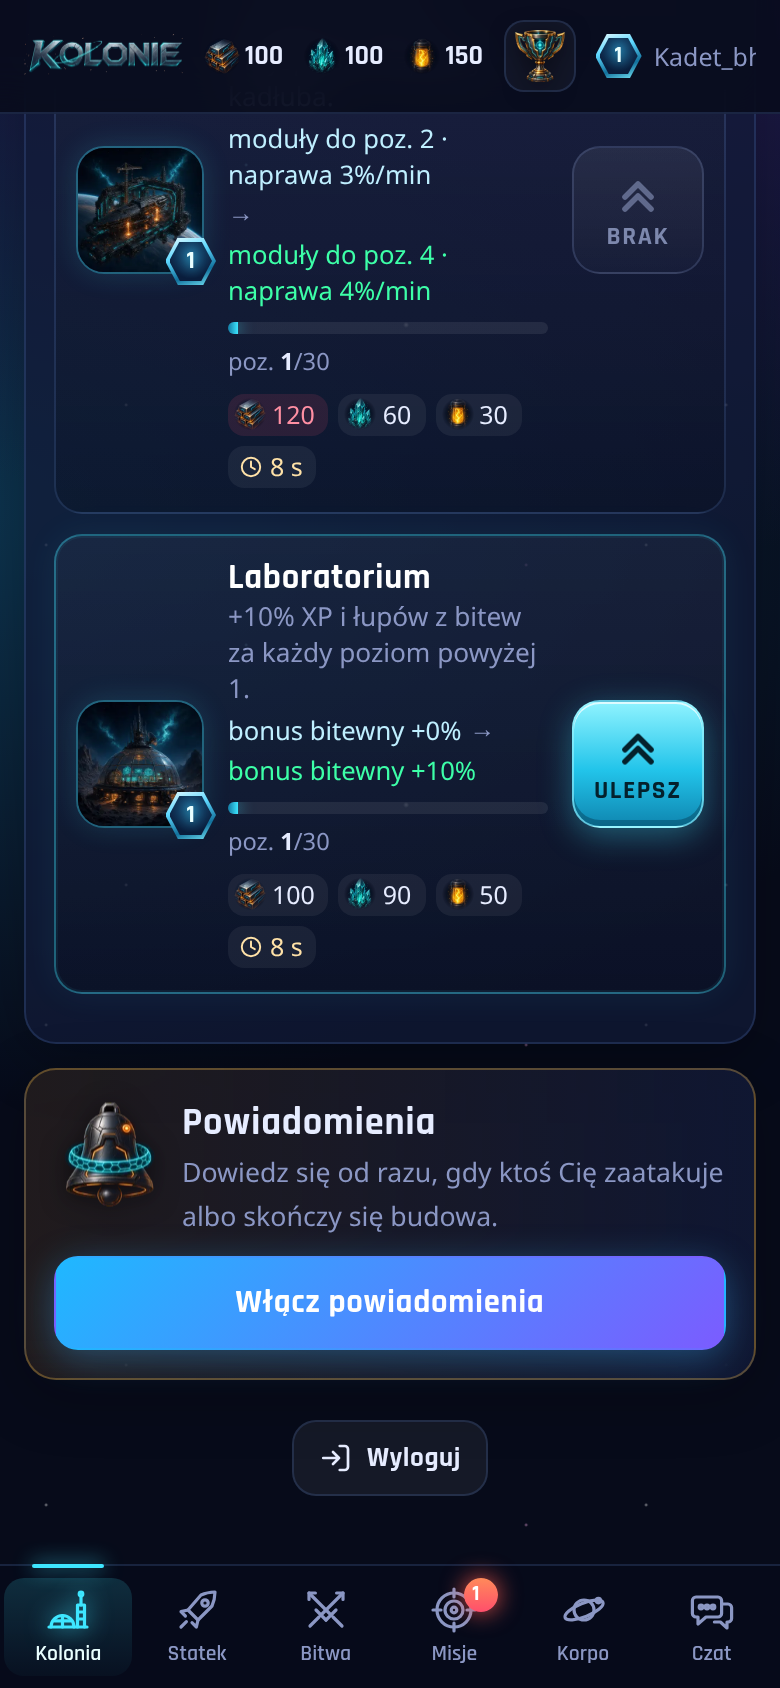 KOLONIE 100 100 150 1 Kadet_bh
kadłuba.
moduły do poz. 2 ·
naprawa 3%/min
→
moduły do poz. 4 ·
naprawa 4%/min
1
BRAK
poz. 1/30
120 60 30
8 s
Laboratorium
+10% XP i łupów z bitew
za każdy poziom powyżej
1.
bonus bitewny +0% →
bonus bitewny +10%
1
ULEPSZ
poz. 1/30
100 90 50
8 s
Powiadomienia
Dowiedz się od razu, gdy ktoś Cię zaatakuje
albo skończy się budowa.
Włącz powiadomienia
Wyloguj
1
Kolonia Statek Bitwa Misje Korpo Czat